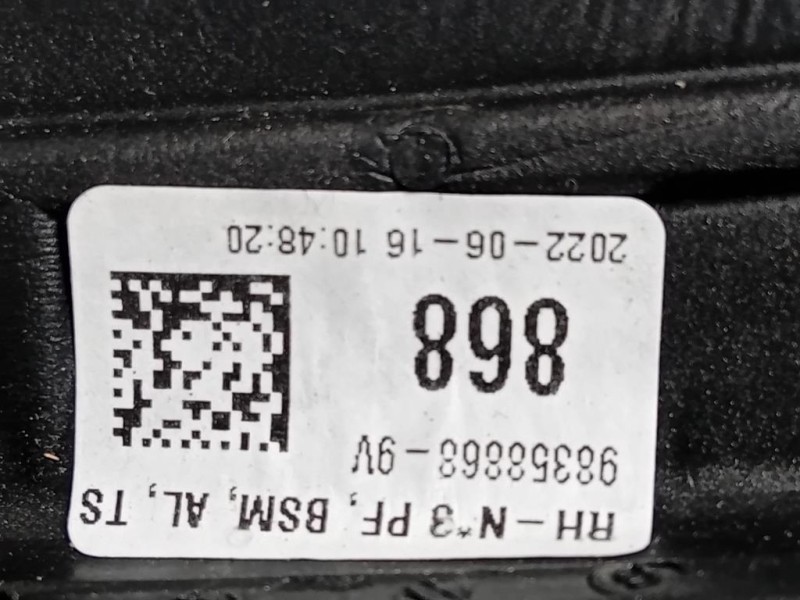 RH-N*3 PF, BSM, AL, TS
98358868-9V
868
2022-06-16 10:48:20